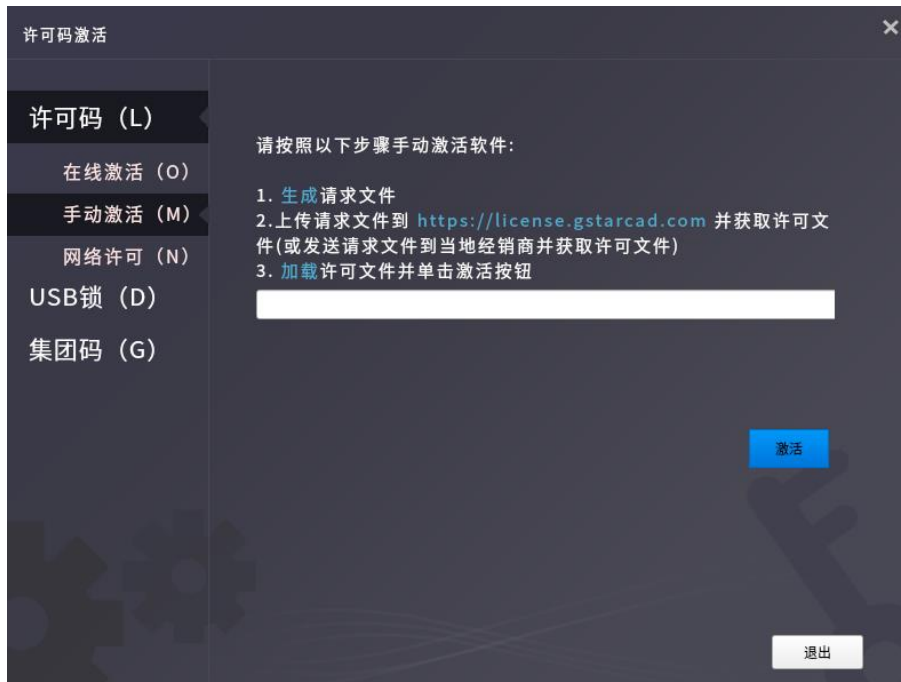 许可码激活
许可码（L）
在线激活（O）
手动激活（M）
网络许可（N）
USB锁（D）
集团码（G）
请按照以下步骤手动激活软件:
1. 生成请求文件
2.上传请求文件到 https://license.gstarcad.com 并获取许可文
件(或发送请求文件到当地经销商并获取许可文件)
3. 加载许可文件并单击激活按钮
激活
退出